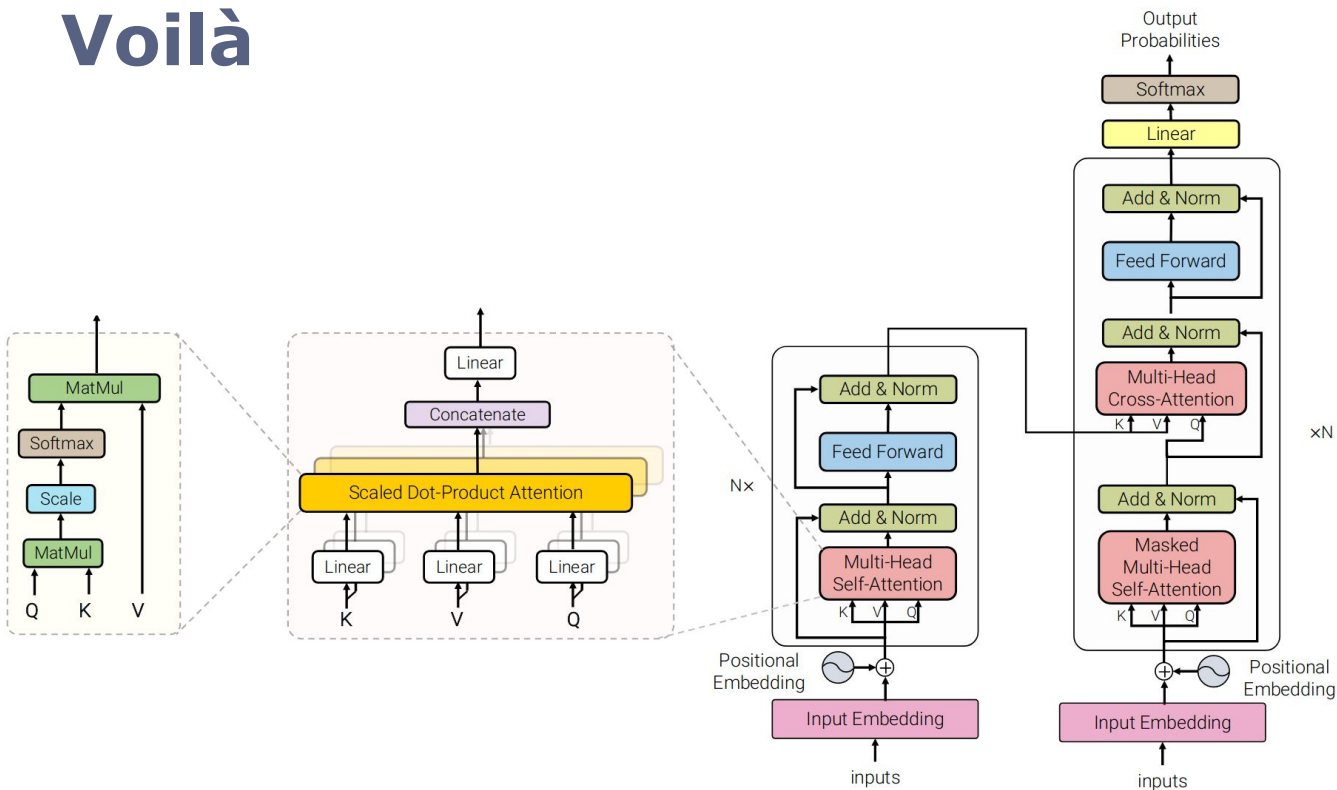 Voilà
MatMul
Softmax
Scale
MatMul
Q K V
Linear
Concatenate
Scaled Dot-Product Attention
Linear Linear Linear
K V Q
Add & Norm
Feed Forward
N×
Add & Norm
Multi-Head
Self-Attention
K V Q
Positional
Embedding
Input Embedding
inputs
Output
Probabilities
Softmax
Linear
Add & Norm
Feed Forward
Add & Norm
Multi-Head
Cross-Attention
K V Q
×N
Add & Norm
Masked
Multi-Head
Self-Attention
K V Q
Positional
Embedding
Input Embedding
inputs